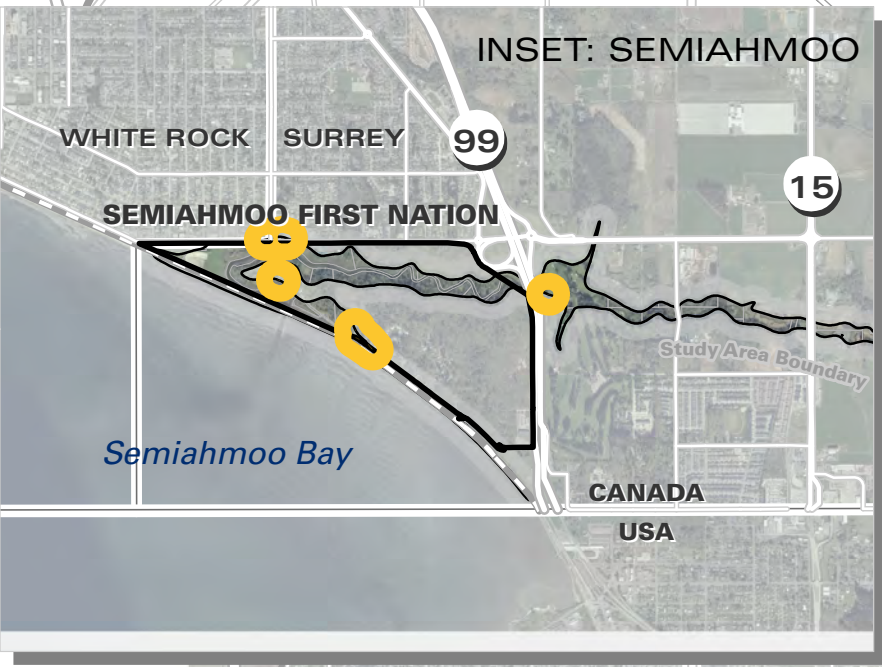 INSET: SEMIAHMOO
WHITE ROCK
SURREY
99
15
SEMIAHMOO FIRST NATION
Study Area Boundary
Semiahmoo Bay
CANADA
USA